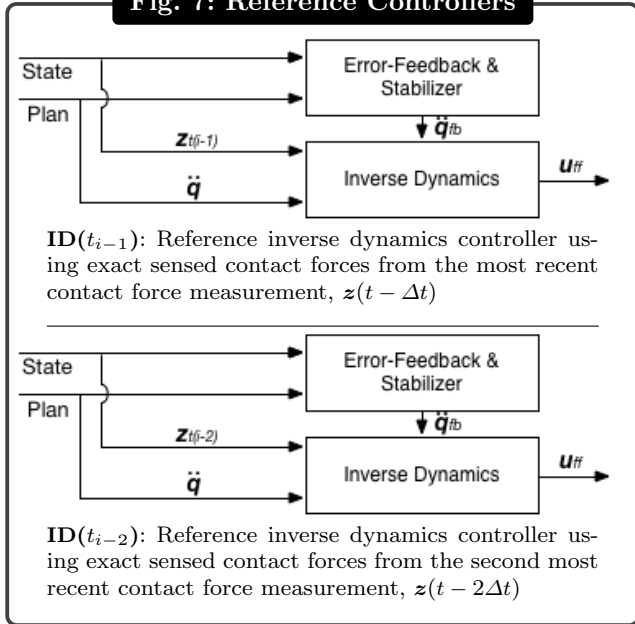 Fig. 7: Reference Controllers
State
Plan
Error-Feedback &
Stabilizer
q̈fb
zt(i-1)
q̈
Inverse Dynamics
uff
ID(tᵢ₋₁): Reference inverse dynamics controller us-
ing exact sensed contact forces from the most recent
contact force measurement, z(t − Δt)
State
Plan
Error-Feedback &
Stabilizer
q̈fb
zt(i-2)
q̈
Inverse Dynamics
uff
ID(tᵢ₋₂): Reference inverse dynamics controller us-
ing exact sensed contact forces from the second most
recent contact force measurement, z(t − 2Δt)